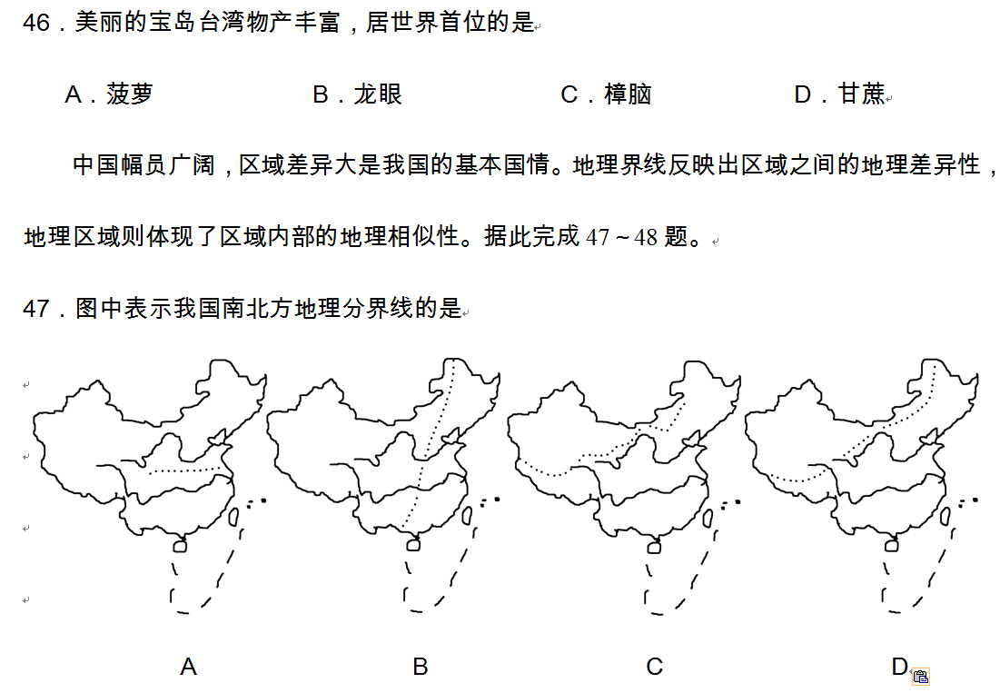 46．美丽的宝岛台湾物产丰富，居世界首位的是
A．菠萝 B．龙眼 C．樟脑 D．甘蔗
中国幅员广阔，区域差异大是我国的基本国情。地理界线反映出区域之间的地理差异性，
地理区域则体现了区域内部的地理相似性。据此完成 47～48 题。
47．图中表示我国南北方地理分界线的是
A B C D